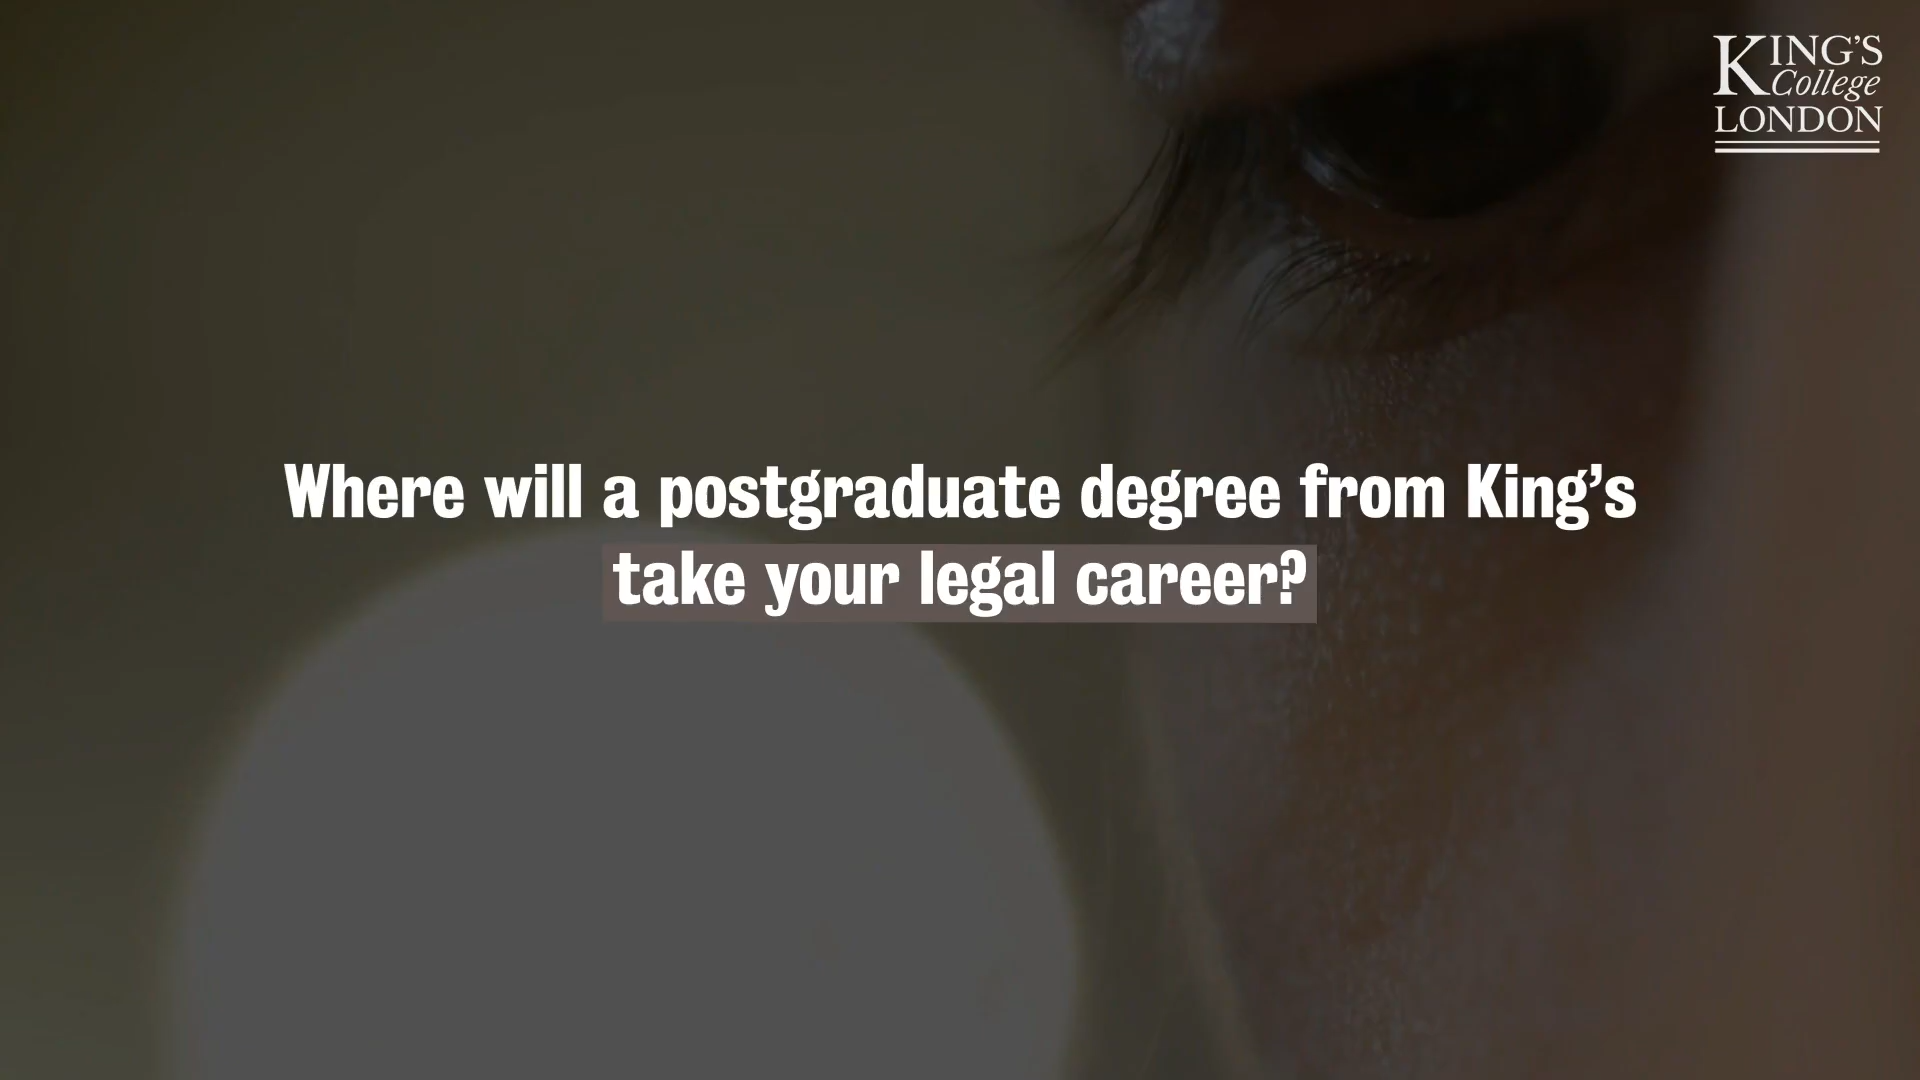 KING'S
College
LONDON
Where will a postgraduate degree from King’s
take your legal career?